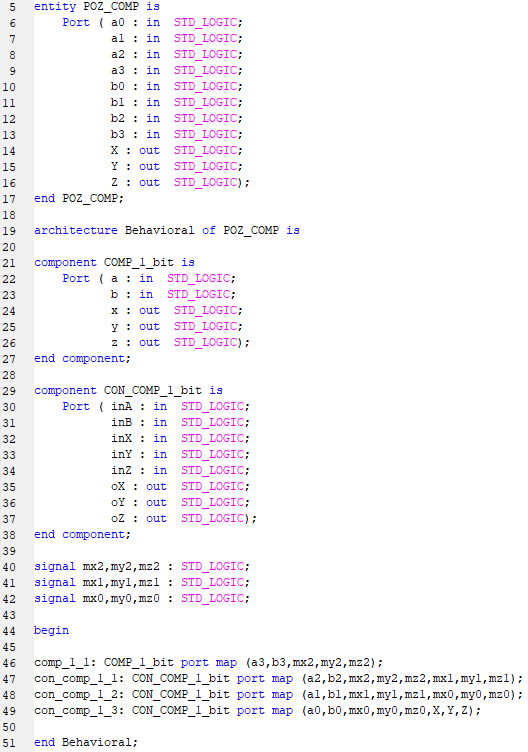 5 entity POZ_COMP is
6 Port ( a0 : in STD_LOGIC;
7 a1 : in STD_LOGIC;
8 a2 : in STD_LOGIC;
9 a3 : in STD_LOGIC;
10 b0 : in STD_LOGIC;
11 b1 : in STD_LOGIC;
12 b2 : in STD_LOGIC;
13 b3 : in STD_LOGIC;
14 X : out STD_LOGIC;
15 Y : out STD_LOGIC;
16 Z : out STD_LOGIC);
17 end POZ_COMP;
18
19 architecture Behavioral of POZ_COMP is
20
21 component COMP_1_bit is
22 Port ( a : in STD_LOGIC;
23 b : in STD_LOGIC;
24 x : out STD_LOGIC;
25 y : out STD_LOGIC;
26 z : out STD_LOGIC);
27 end component;
28
29 component CON_COMP_1_bit is
30 Port ( inA : in STD_LOGIC;
31 inB : in STD_LOGIC;
32 inX : in STD_LOGIC;
33 inY : in STD_LOGIC;
34 inZ : in STD_LOGIC;
35 oX : out STD_LOGIC;
36 oY : out STD_LOGIC;
37 oZ : out STD_LOGIC);
38 end component;
39
40 signal mx2,my2,mz2 : STD_LOGIC;
41 signal mx1,my1,mz1 : STD_LOGIC;
42 signal mx0,my0,mz0 : STD_LOGIC;
43
44 begin
45
46 comp_1_1: COMP_1_bit port map (a3,b3,mx2,my2,mz2);
47 con_comp_1_1: CON_COMP_1_bit port map (a2,b2,mx2,my2,mz2,mx1,my1,mz1);
48 con_comp_1_2: CON_COMP_1_bit port map (a1,b1,mx1,my1,mz1,mx0,my0,mz0);
49 con_comp_1_3: CON_COMP_1_bit port map (a0,b0,mx0,my0,mz0,X,Y,Z);
50
51 end Behavioral;